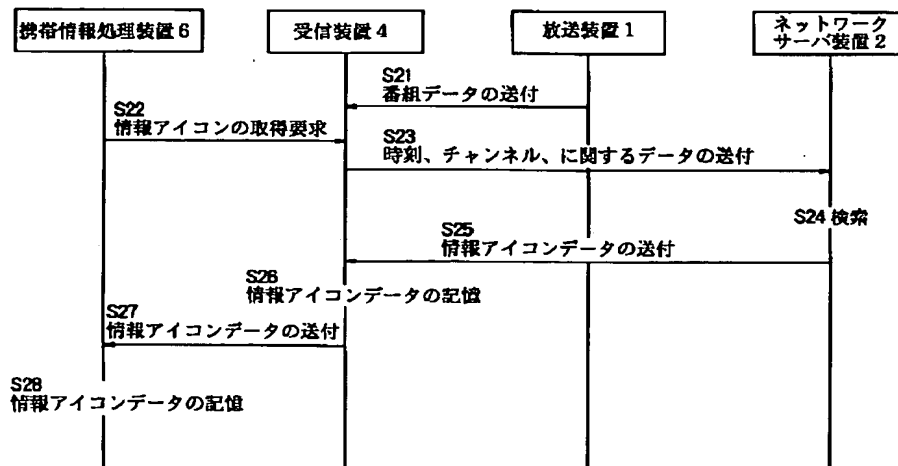 携帯情報処理装置6
受信装置4
放送装置1
ネットワーク
サーバ装置2
S21
番組データの送付
S22
情報アイコンの取得要求
S23
時刻、チャンネル、に関するデータの送付
S24 検索
S25
情報アイコンデータの送付
S26
情報アイコンデータの記憶
S27
情報アイコンデータの送付
S28
情報アイコンデータの記憶